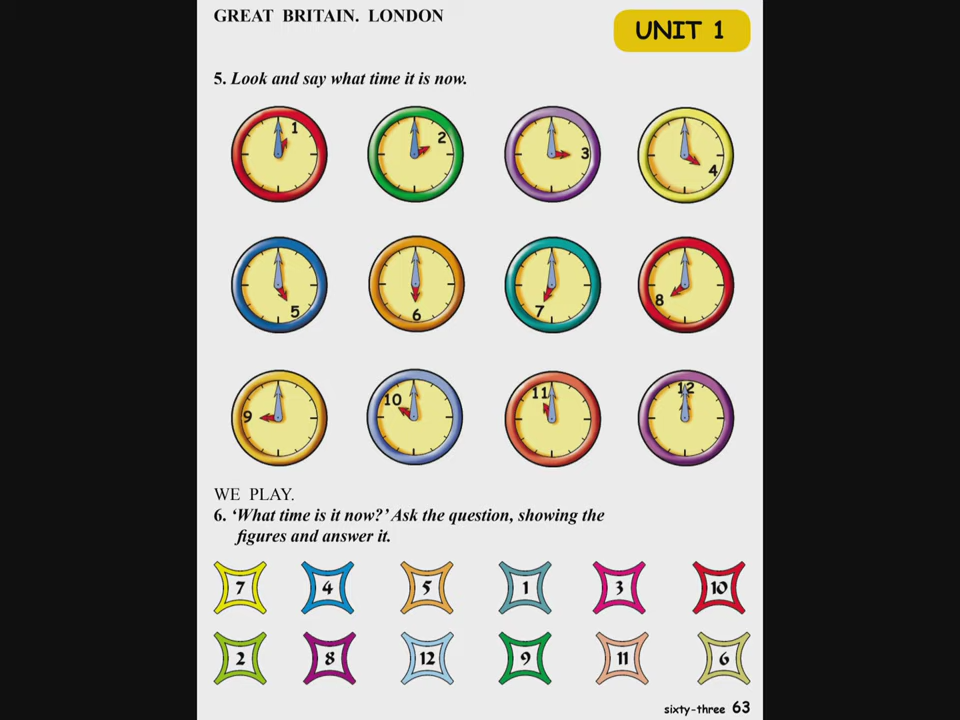 GREAT BRITAIN. LONDON
UNIT 1
5. Look and say what time it is now.
1
2
3
4
5
6
7
8
9
10
11
12
WE PLAY.
6. ‘What time is it now?’ Ask the question, showing the
figures and answer it.
7 4 5 1 3 10
2 8 12 9 11 6
sixty-three 63